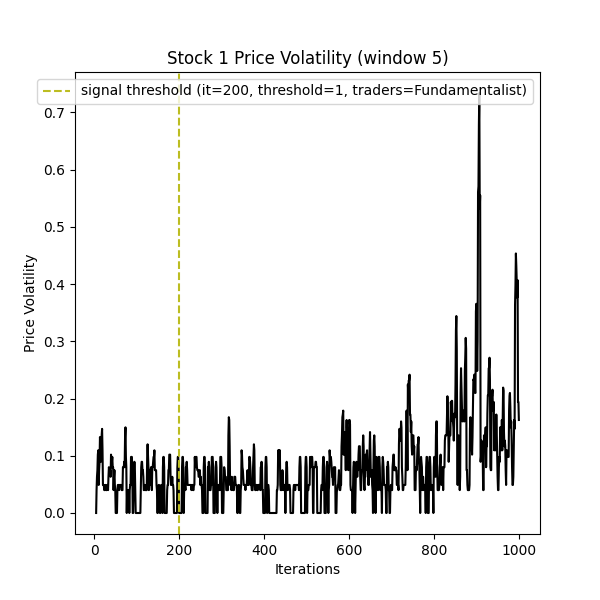 Stock 1 Price Volatility (window 5)
signal threshold (it=200, threshold=1, traders=Fundamentalist)
Price Volatility
0.7
0.6
0.5
0.4
0.3
0.2
0.1
0.0
0 200 400 600 800 1000
Iterations